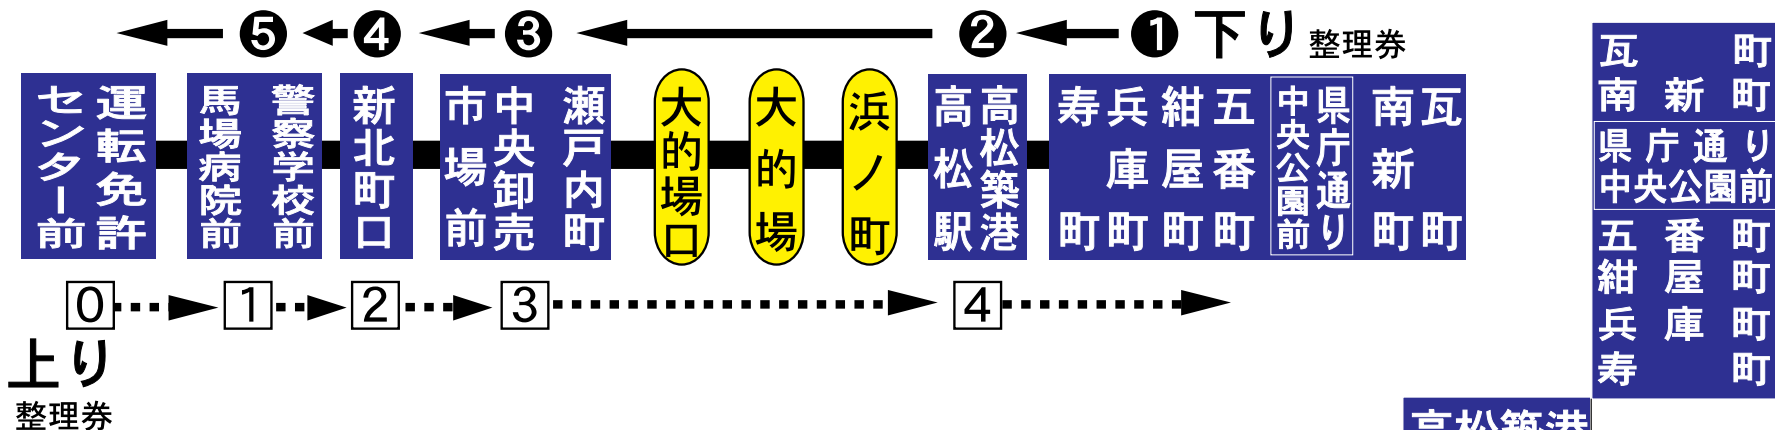 ❺ ❹ ❸ ❷ ❶ 下り 整理券
運転免許
センター前
警察学校前
馬場病院前
新北町口
瀬戸内町
中央卸売
市場前
大的場口
大的場
浜ノ町
高松築港
高松駅
瓦町
南新町
県庁通り
中央公園前
五番町
紺屋町
兵庫町
寿町
0 1 2 3 4
上り
整理券
瓦町
南新町
県庁通り
中央公園前
五番町
紺屋町
兵庫町
寿町
高松築港